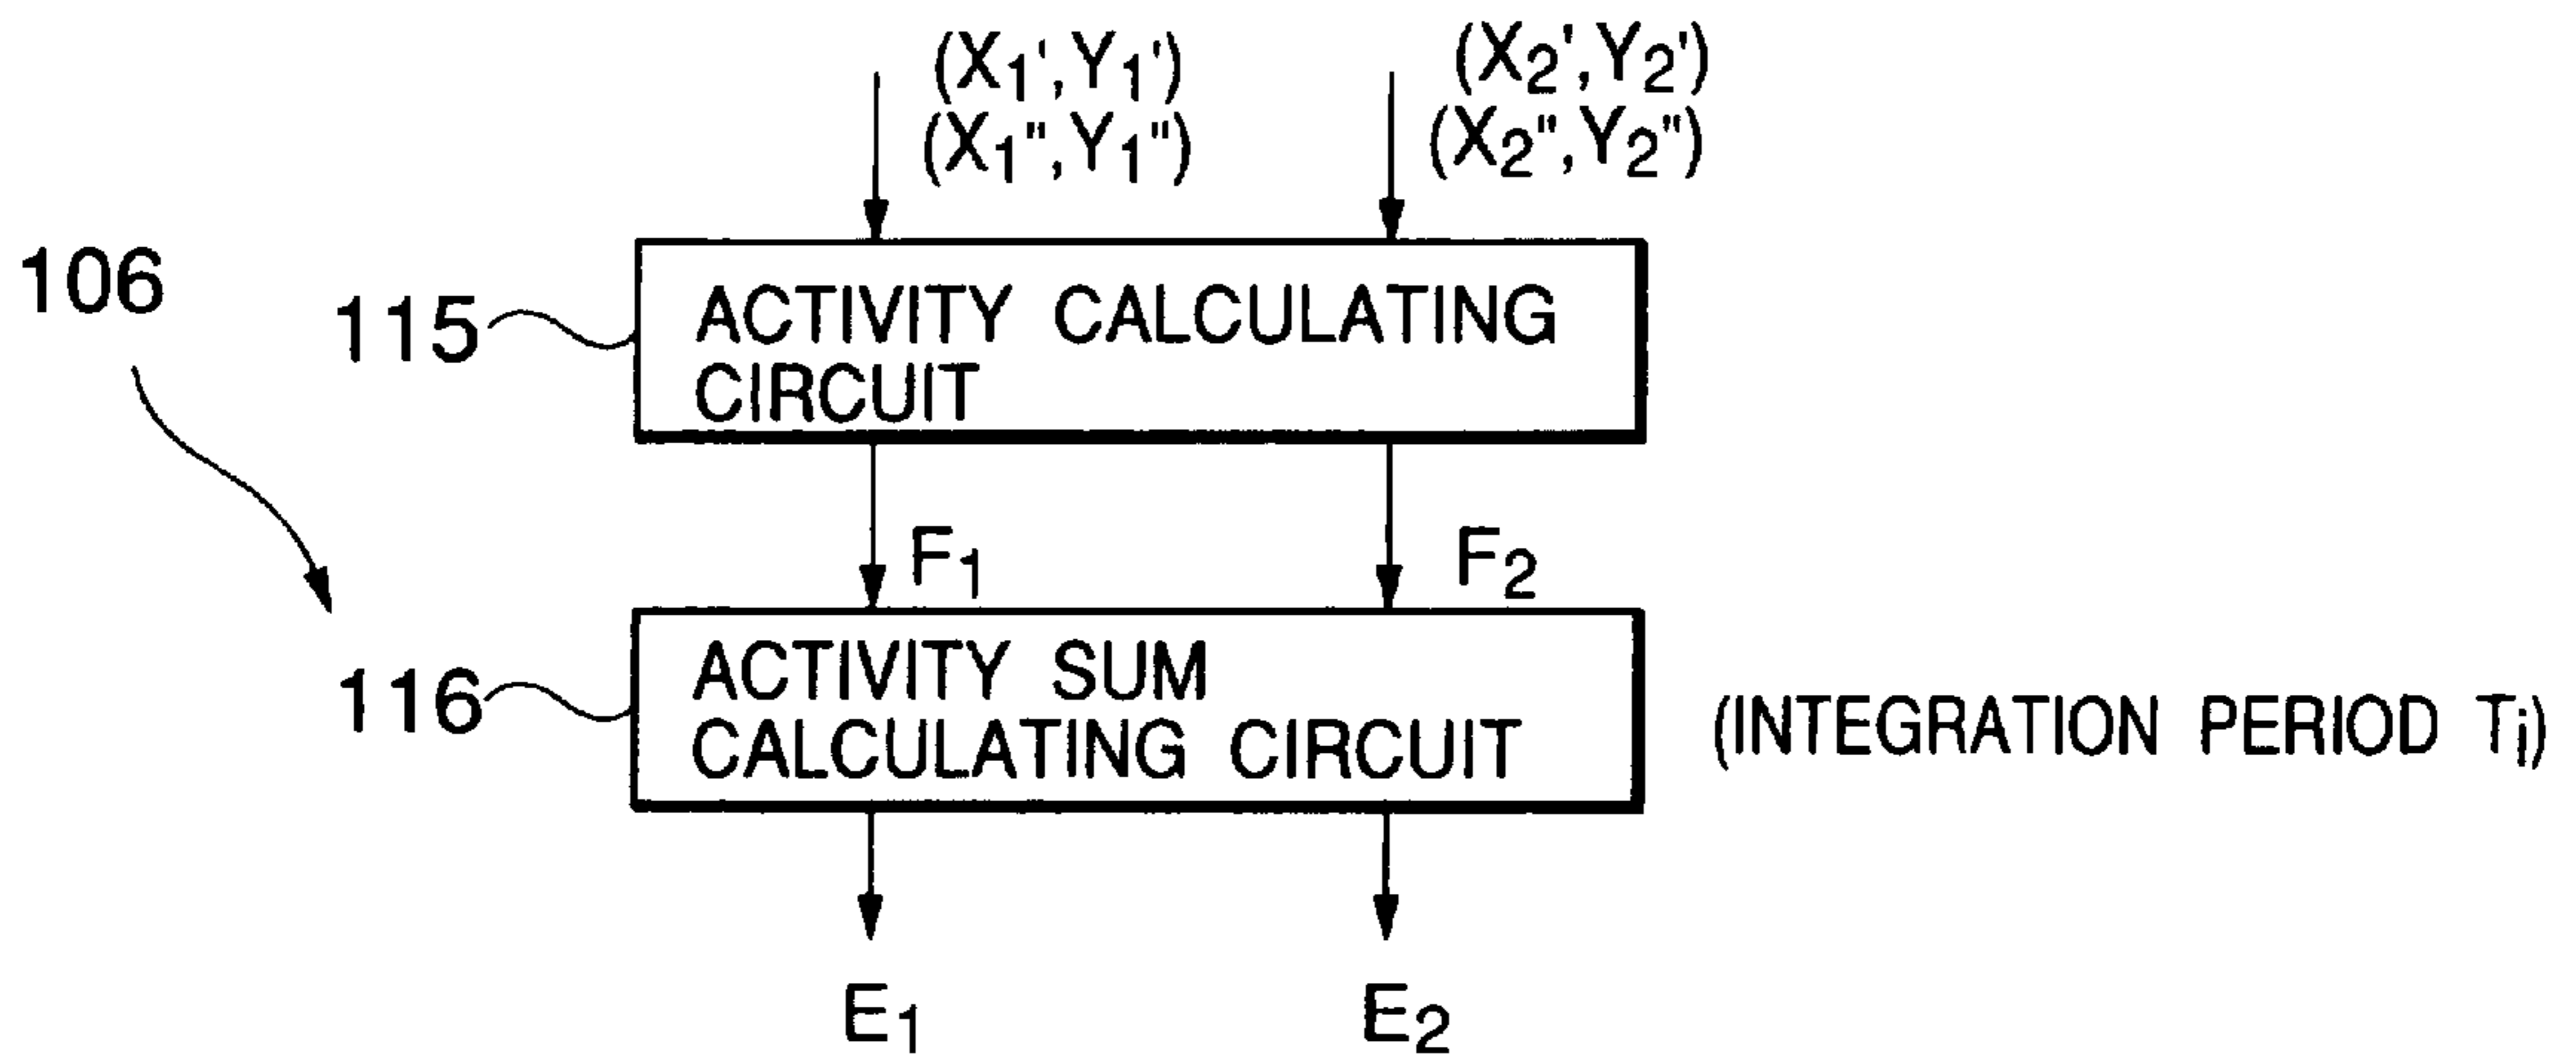 (X1',Y1')
(X1",Y1")
(X2',Y2')
(X2",Y2")
106
115
ACTIVITY CALCULATING
CIRCUIT
F1
F2
116
ACTIVITY SUM
CALCULATING CIRCUIT
(INTEGRATION PERIOD Ti)
E1
E2